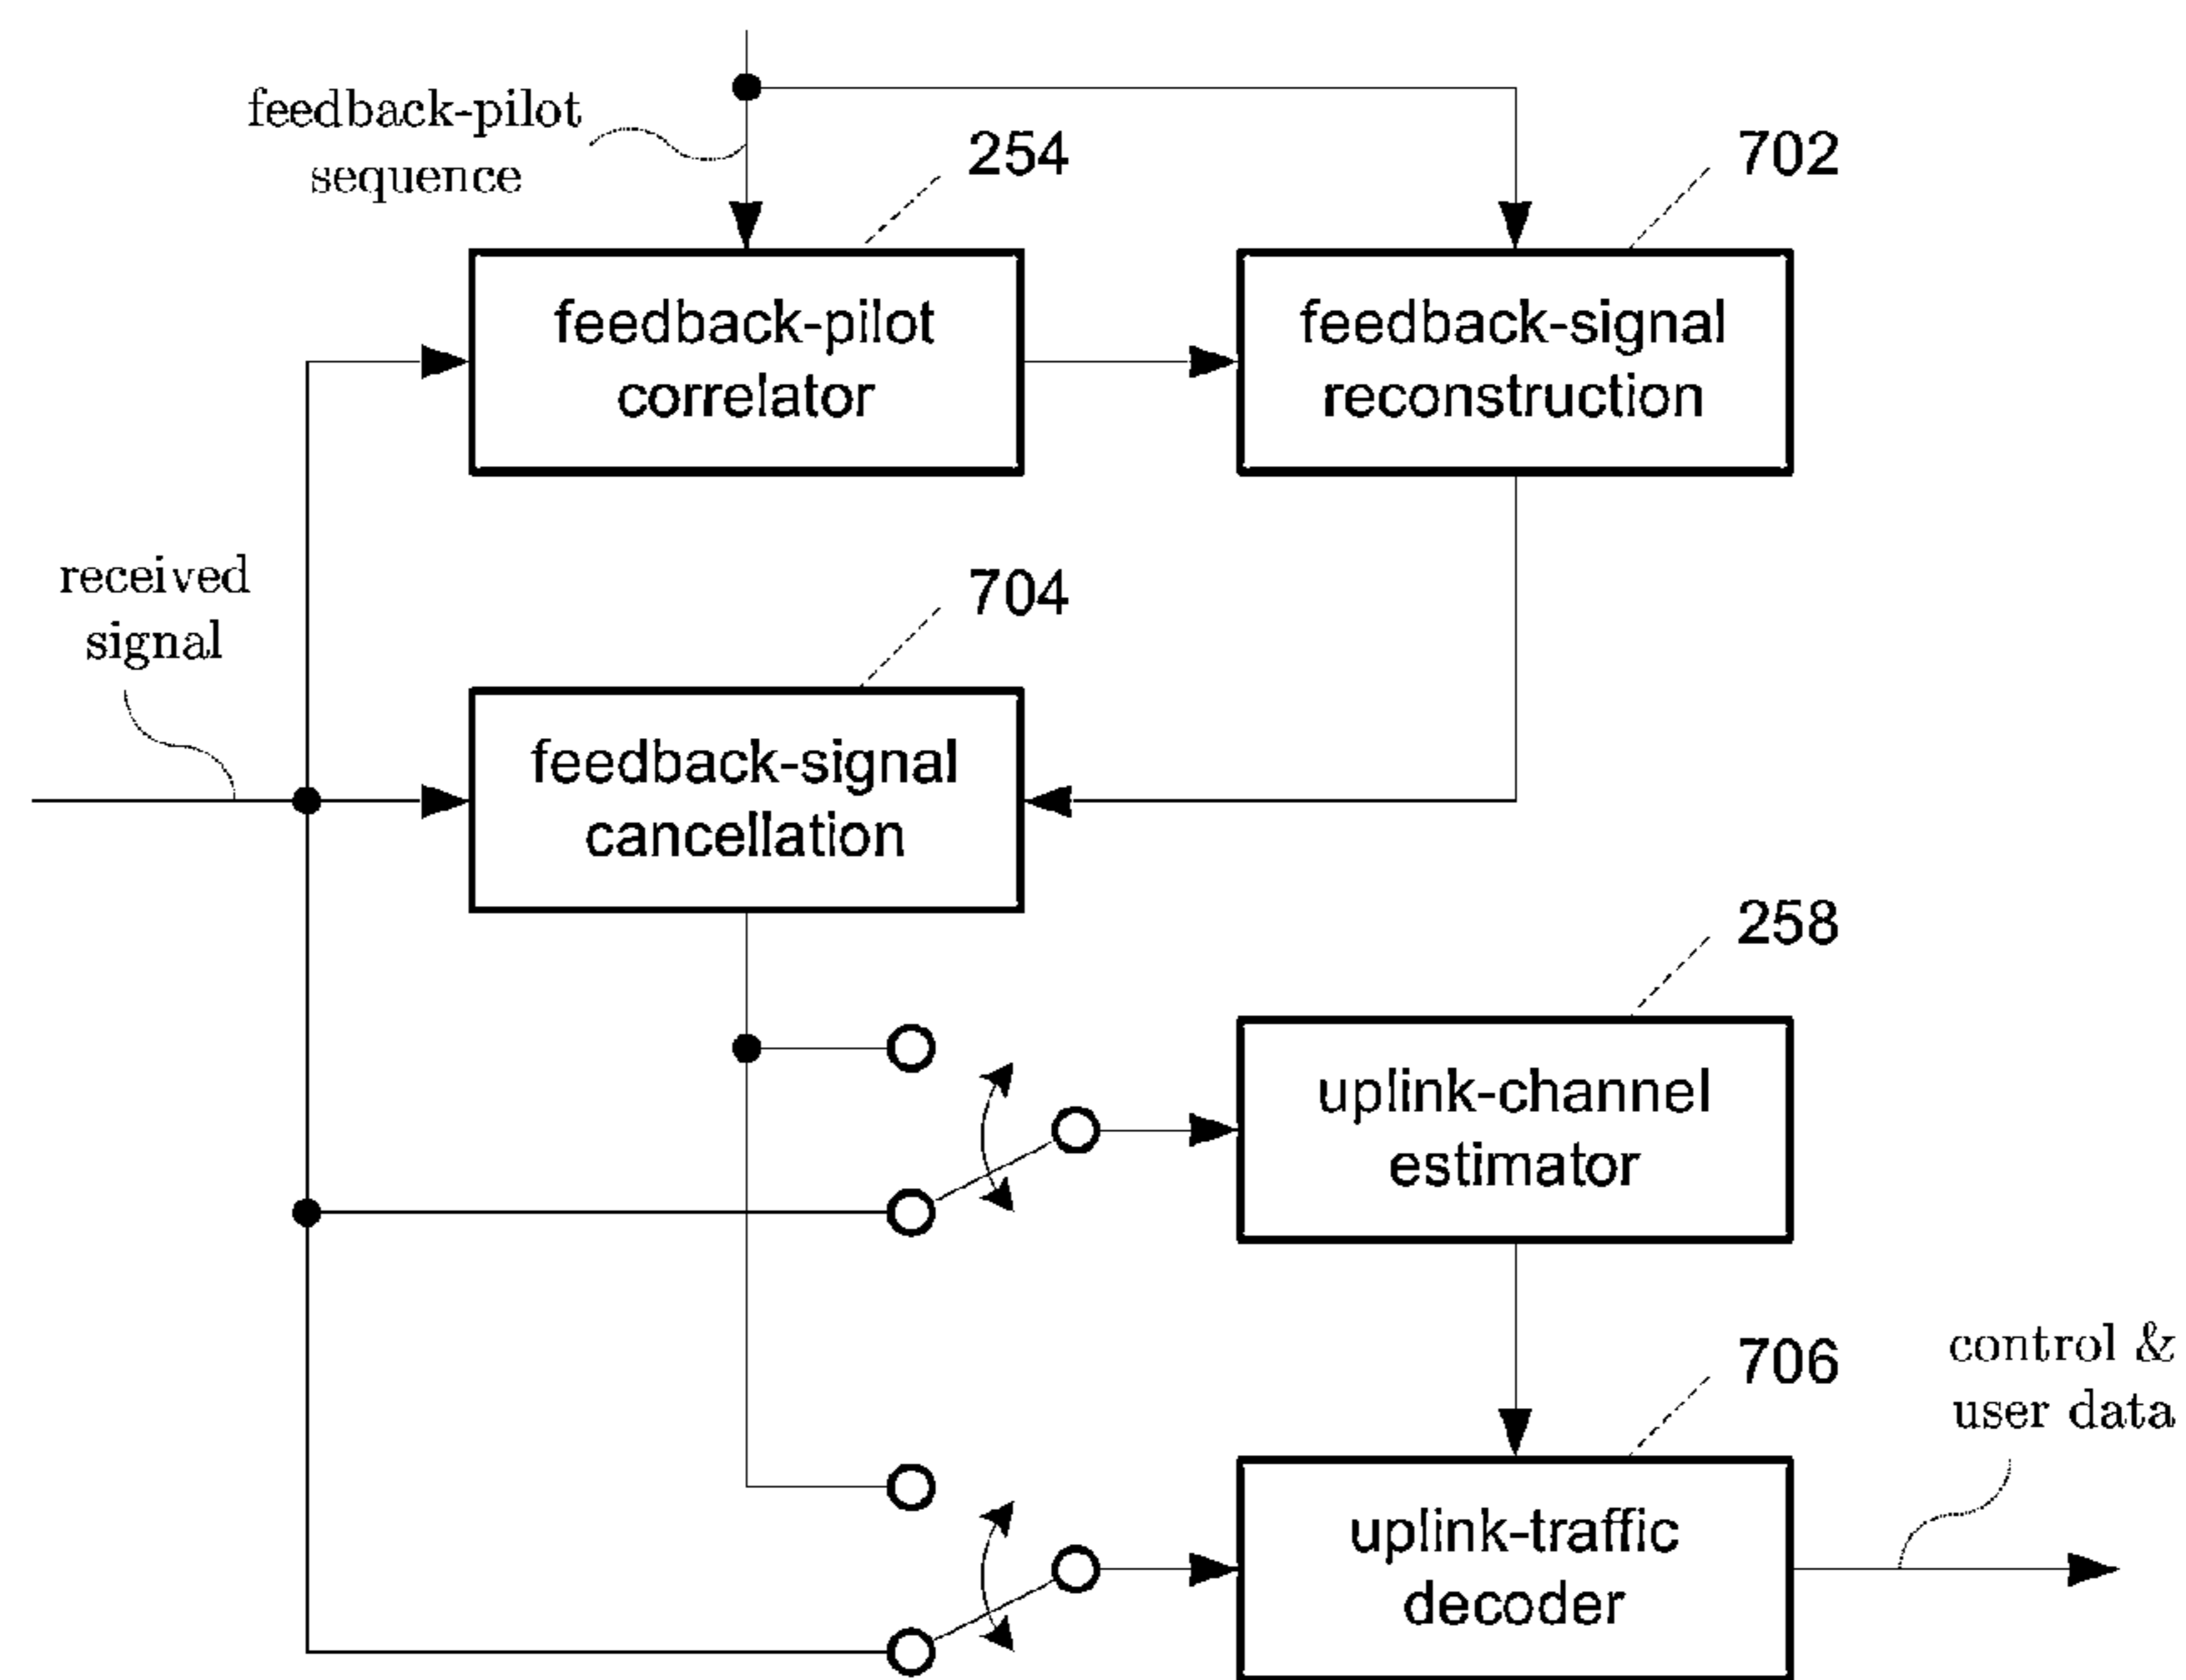 feedback-pilot
sequence
254
702
feedback-pilot
correlator
feedback-signal
reconstruction
received
signal
704
feedback-signal
cancellation
258
uplink-channel
estimator
706
control &
user data
uplink-traffic
decoder